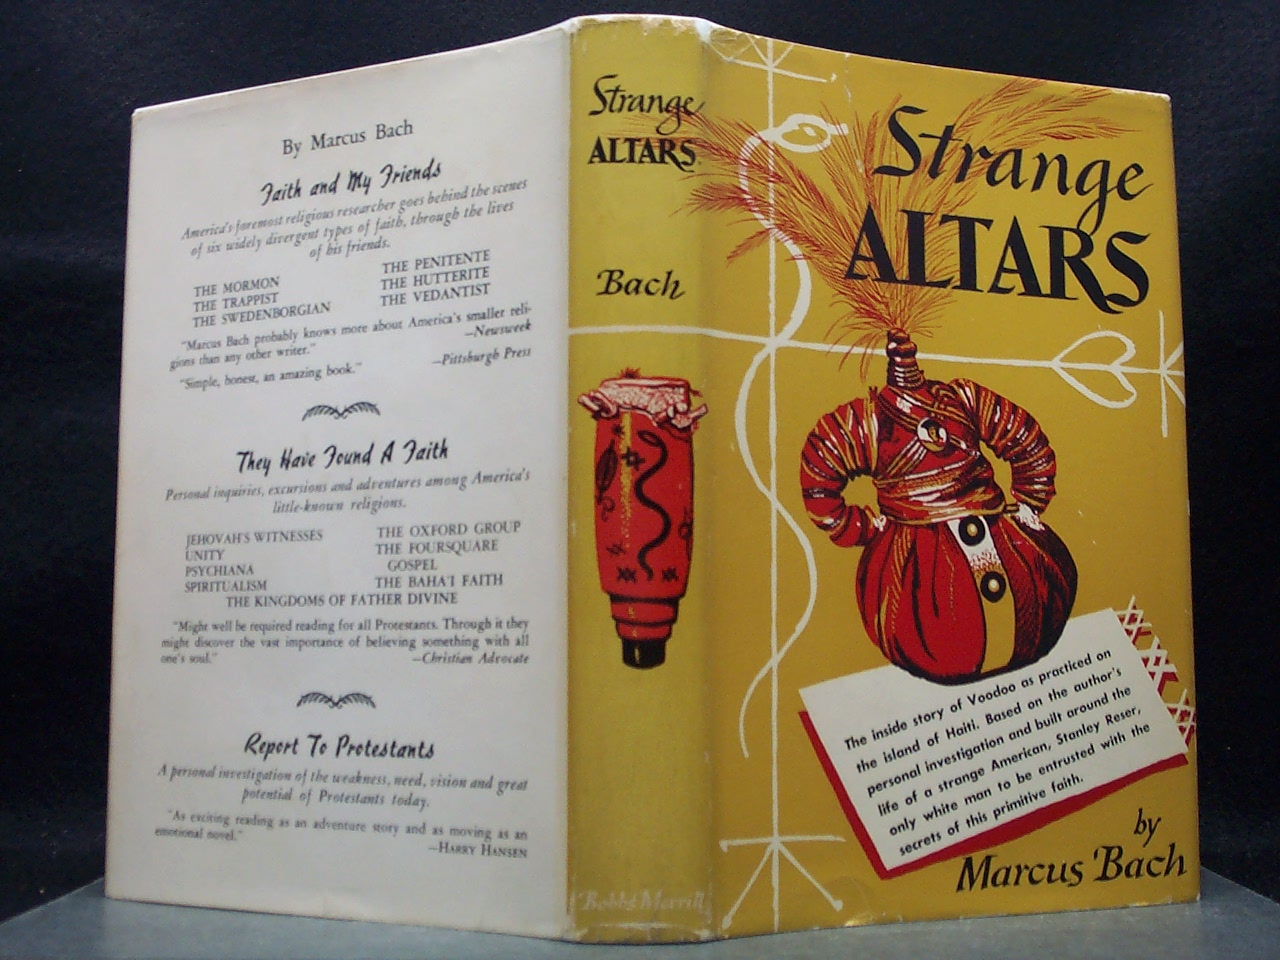 By Marcus Bach
Faith and My Friends
America's foremost religious researcher goes behind the scenes
of six widely divergent types of faith, through the lives
of his friends.
THE MORMON
THE TRAPPIST
THE SWEDENBORGIAN
THE PENITENTE
THE HUTTERITE
THE VEDANTIST
"Marcus Bach probably knows more about America's smaller reli-
gions than any other writer."
—Newsweek
"Simple, honest, an amazing book."
—Pittsburgh Press
They Have Found A Faith
Personal inquiries, excursions and adventures among America's
little-known religions.
JEHOVAH'S WITNESSES
UNITY
PSYCHIANA
SPIRITUALISM
THE OXFORD GROUP
THE FOURSQUARE
GOSPEL
THE BAHA'I FAITH
THE KINGDOMS OF FATHER DIVINE
"Might well be required reading for all Protestants. Through it they
might discover the vast importance of believing something with all
one's soul."
—Christian Advocate
Report To Protestants
A personal investigation of the weakness, need, vision and great
potential of Protestants today.
"As exciting reading as an adventure story and as moving as an
emotional novel."
—HARRY HANSEN
Strange
ALTARS
Bach
Bobbs Merrill
Strange
ALTARS
The inside story of Voodoo as practiced on
the island of Haiti. Based on the author's
personal investigation and built around the
life of a strange American, Stanley Reser,
only white man to be entrusted with the
secrets of this primitive faith.
by
Marcus Bach